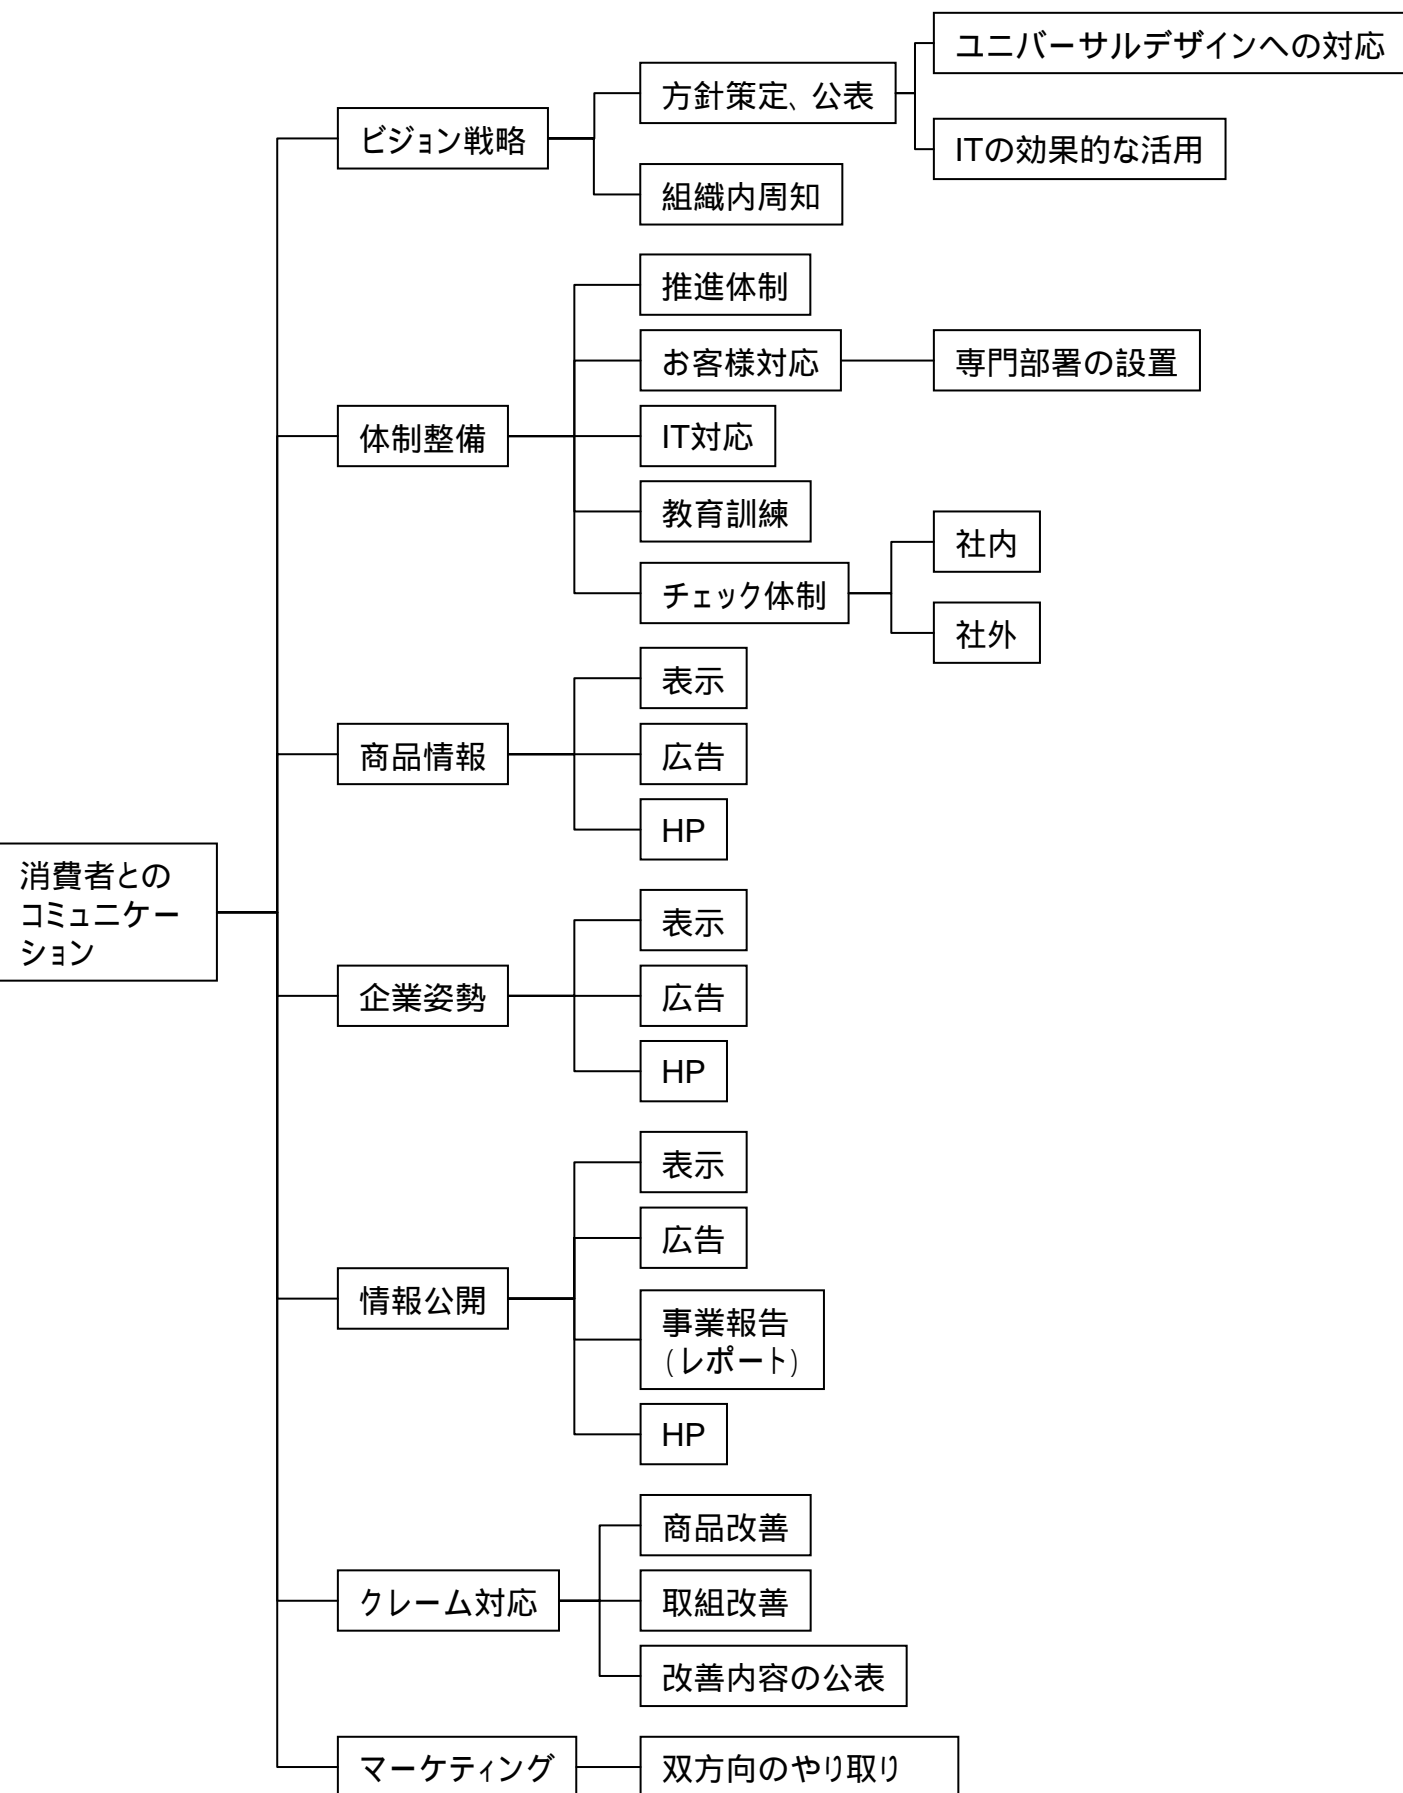 ユニバーサルデザインへの対応
方針策定、公表
ビジョン戦略
ITの効果的な活用
組織内周知
推進体制
お客様対応
専門部署の設置
体制整備
IT対応
教育訓練
社内
チェック体制
社外
表示
商品情報
広告
HP
消費者との
コミュニケー
ション
表示
企業姿勢
広告
HP
表示
広告
情報公開
事業報告
(レポート)
HP
商品改善
クレーム対応
取組改善
改善内容の公表
マーケティング
双方向のやり取り